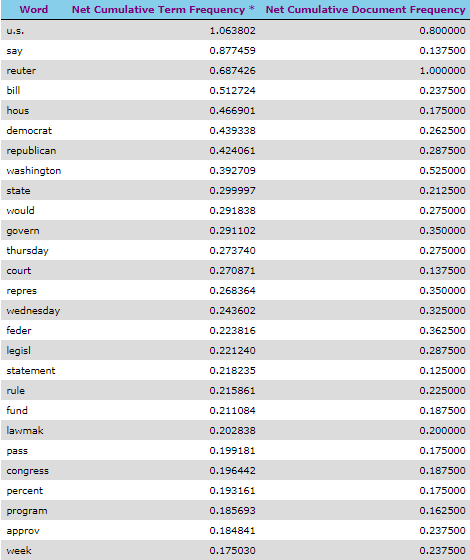 Word Net Cumulative Term Frequency * Net Cumulative Document Frequency
u.s. 1.063802 0.800000
say 0.877459 0.137500
reuter 0.687426 1.000000
bill 0.512724 0.237500
hous 0.466901 0.175000
democrat 0.439338 0.262500
republican 0.424061 0.287500
washington 0.392709 0.525000
state 0.299997 0.212500
would 0.291838 0.275000
govern 0.291102 0.350000
thursday 0.273740 0.275000
court 0.270871 0.137500
repres 0.268364 0.350000
wednesday 0.243602 0.325000
feder 0.223816 0.362500
legisl 0.221240 0.287500
statement 0.218235 0.125000
rule 0.215861 0.225000
fund 0.211084 0.187500
lawmak 0.202838 0.200000
pass 0.199181 0.175000
congress 0.196442 0.187500
percent 0.193161 0.175000
program 0.185693 0.162500
approv 0.184841 0.237500
week 0.175030 0.237500